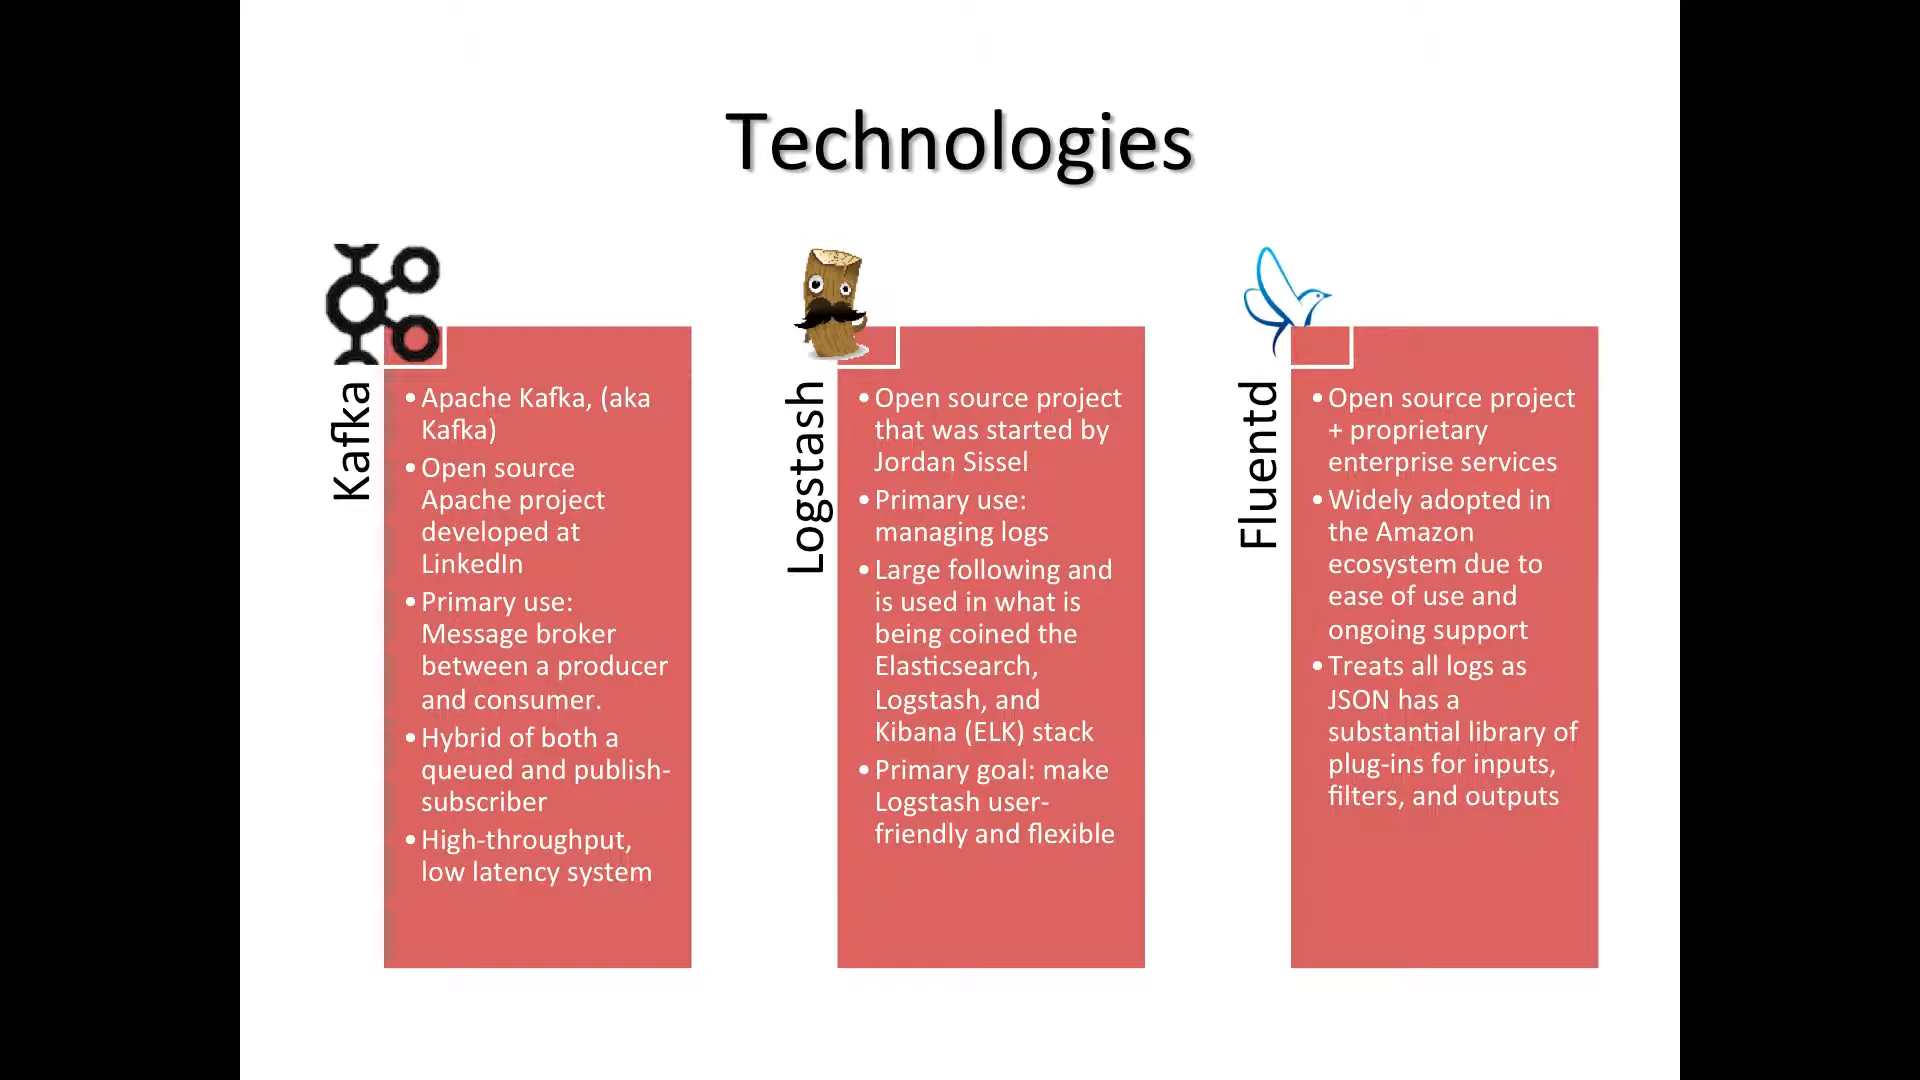 Technologies
Kafka
• Apache Kafka, (aka
Kafka)
• Open source
Apache project
developed at
LinkedIn
• Primary use:
Message broker
between a producer
and consumer.
• Hybrid of both a
queued and publish-
subscriber
• High-throughput,
low latency system
Logstash
• Open source project
that was started by
Jordan Sissel
• Primary use:
managing logs
• Large following and
is used in what is
being coined the
Elasticsearch,
Logstash, and
Kibana (ELK) stack
• Primary goal: make
Logstash user-
friendly and flexible
Fluentd
• Open source project
+ proprietary
enterprise services
• Widely adopted in
the Amazon
ecosystem due to
ease of use and
ongoing support
• Treats all logs as
JSON has a
substantial library of
plug-ins for inputs,
filters, and outputs